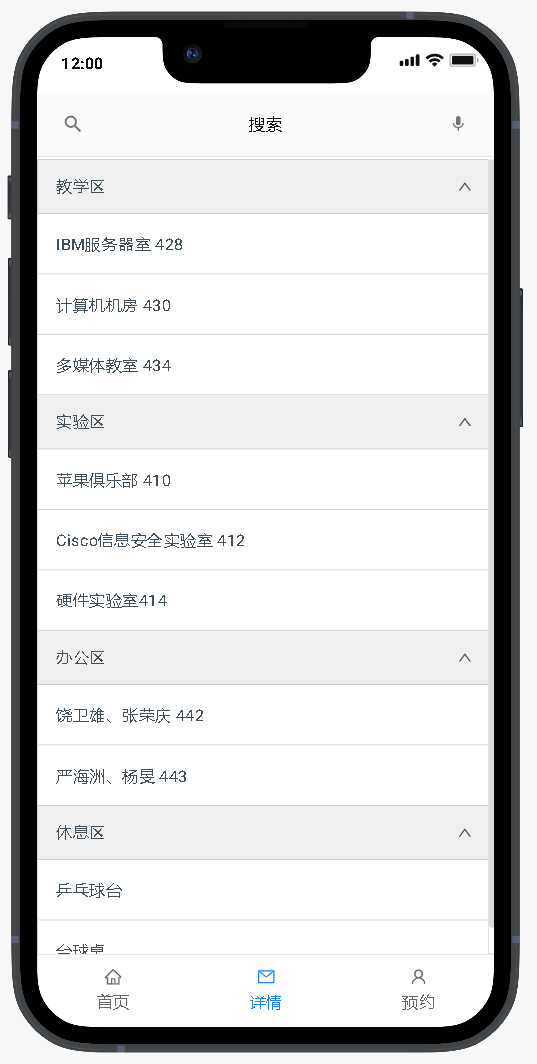 12:00
搜索
教学区
IBM服务器室 428
计算机机房 430
多媒体教室 434
实验区
苹果俱乐部 410
Cisco信息安全实验室 412
硬件实验室414
办公区
饶卫雄、张荣庆 442
严海洲、杨旻 443
休息区
乒乓球台
台球桌
首页
详情
预约